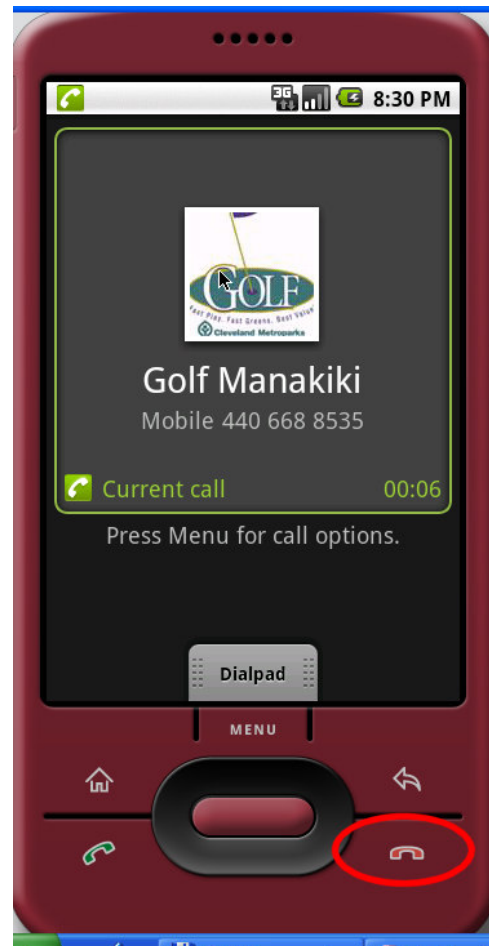 3G
8:30 PM
GOLF
Fast Play. Fast Greens. Best Value
Cleveland Metroparks
Golf Manakiki
Mobile 440 668 8535
Current call 00:06
Press Menu for call options.
Dialpad
MENU